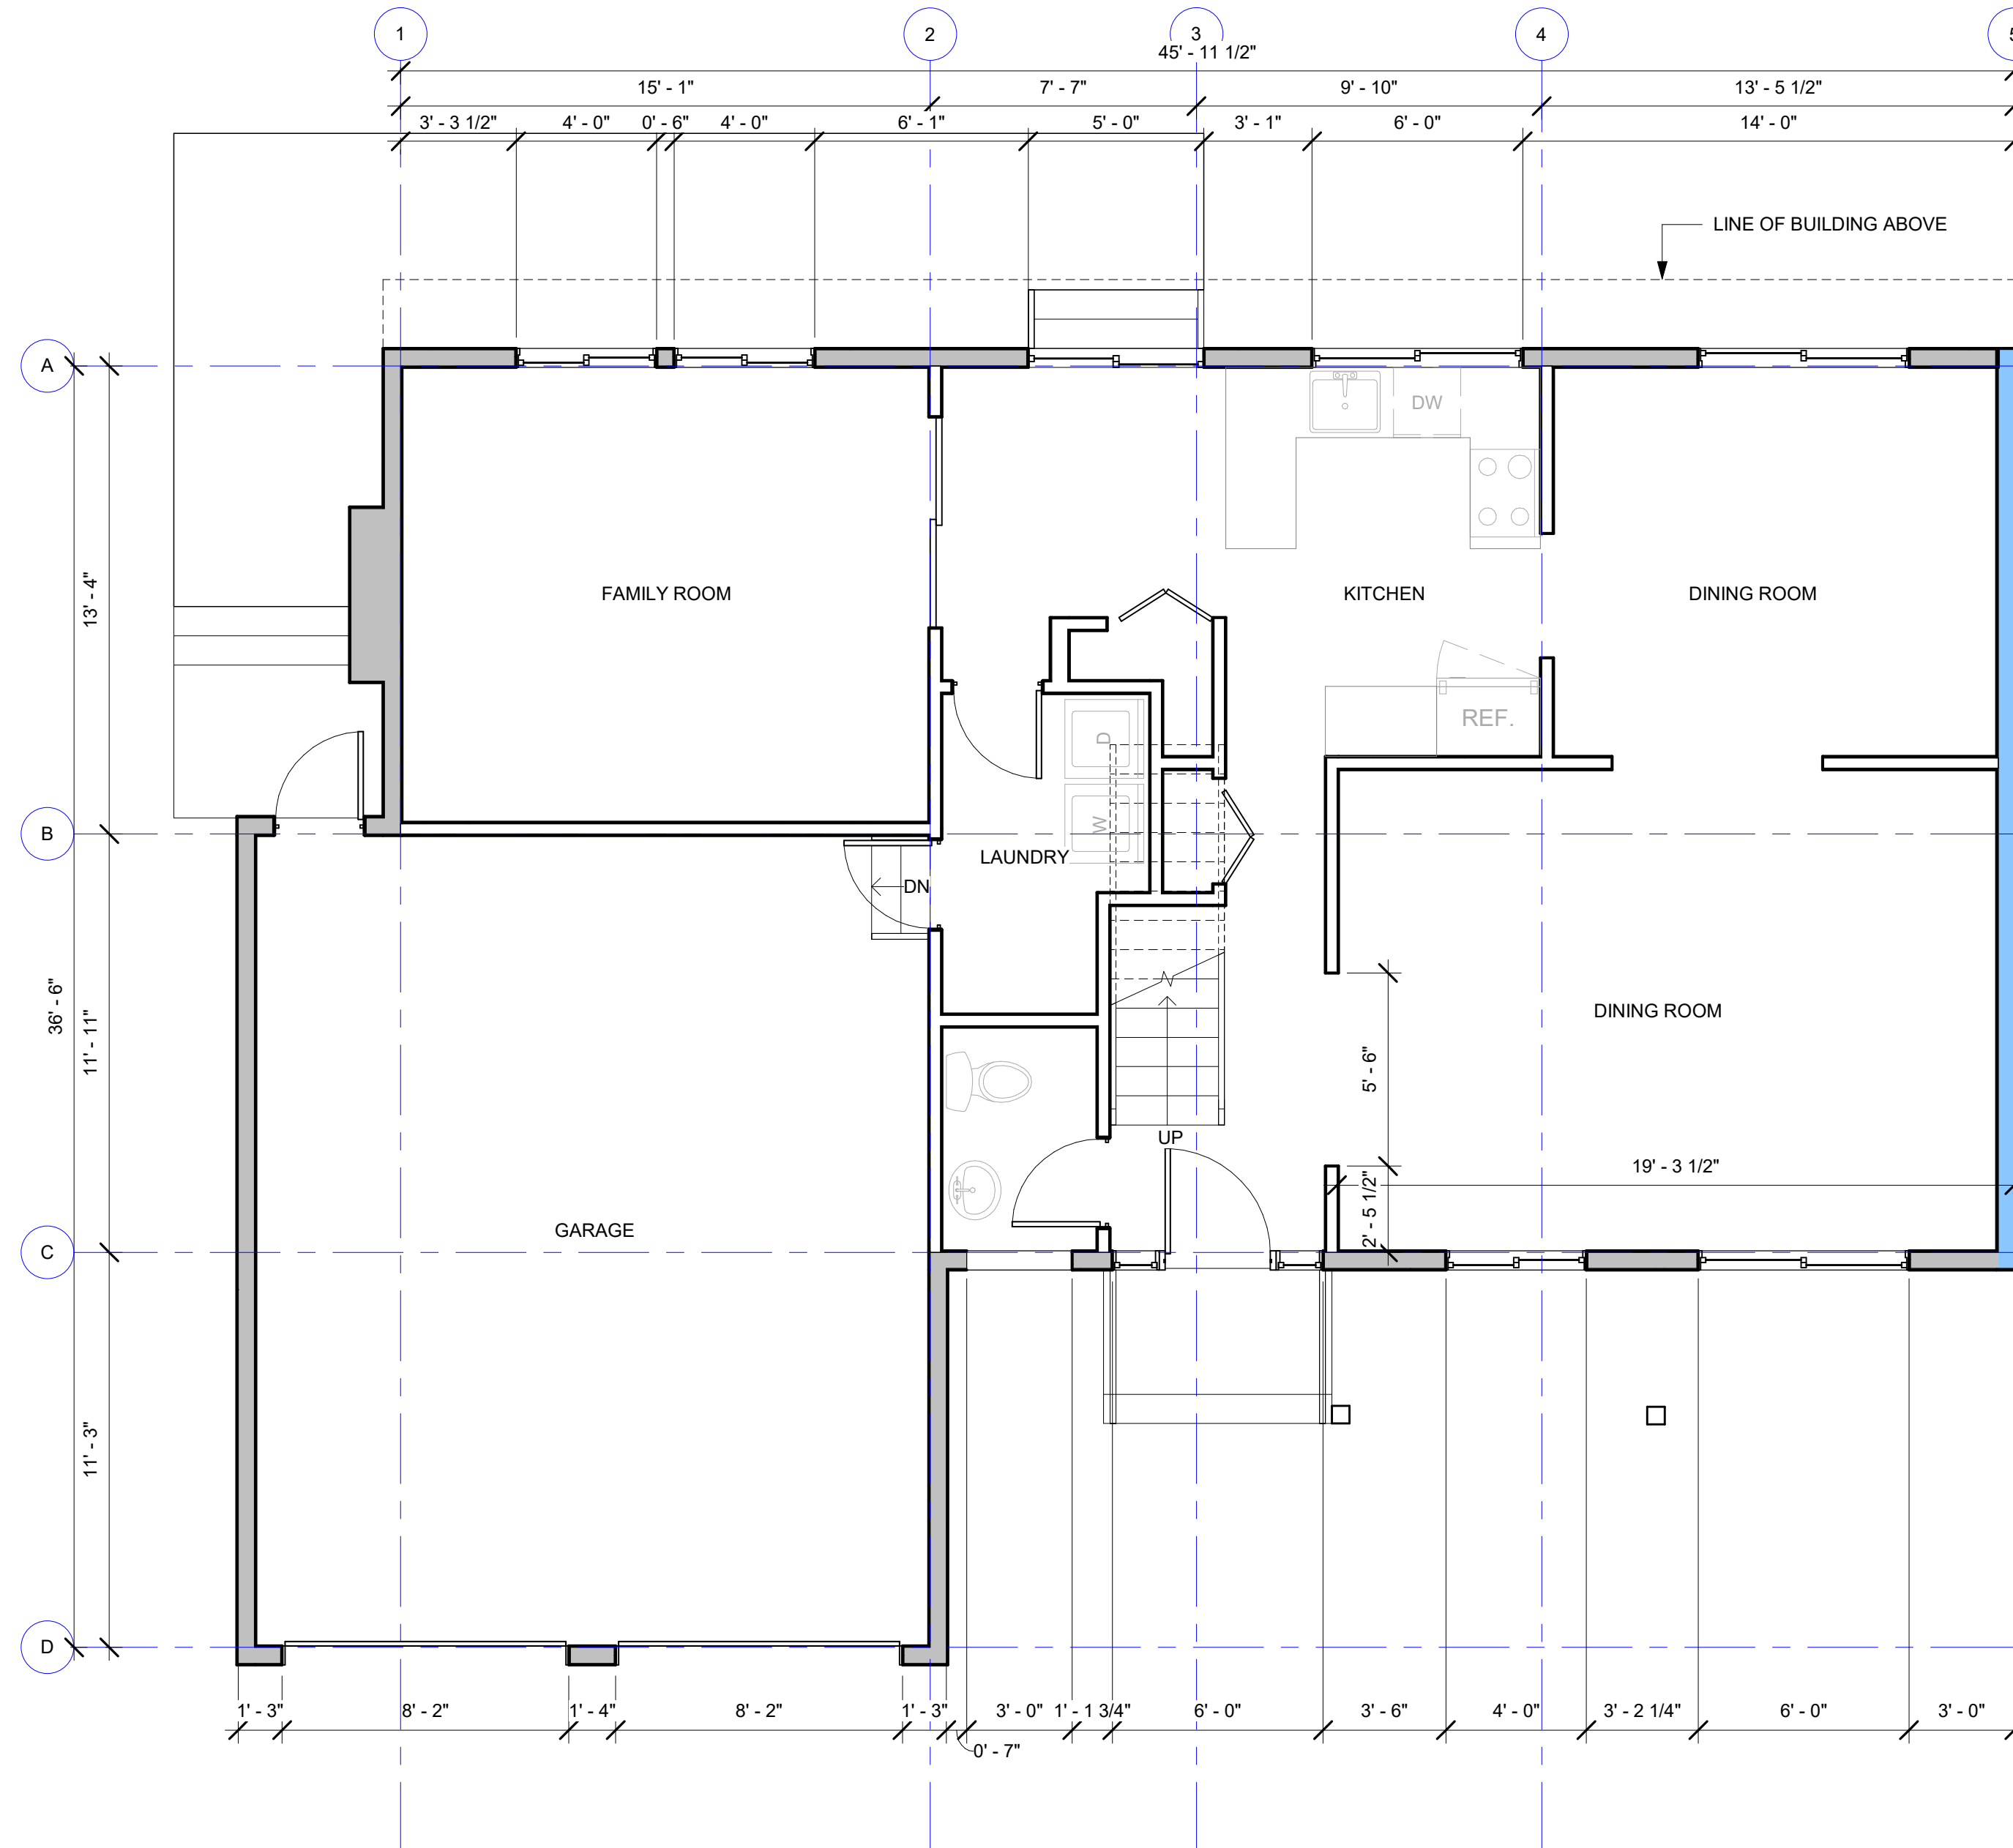 1
2
3
4
5
45' - 11 1/2"
15' - 1"
7' - 7"
9' - 10"
13' - 5 1/2"
3' - 3 1/2"
4' - 0"
0' - 6"
4' - 0"
6' - 1"
5' - 0"
3' - 1"
6' - 0"
14' - 0"
LINE OF BUILDING ABOVE
A
DW
13' - 4"
FAMILY ROOM
KITCHEN
DINING ROOM
REF.
D
W
B
LAUNDRY
DN
36' - 6"
11' - 11"
DINING ROOM
5' - 6"
UP
19' - 3 1/2"
2' - 5 1/2"
GARAGE
C
11' - 3"
D
1' - 3"
8' - 2"
1' - 4"
8' - 2"
1' - 3"
3' - 0"
1' - 1 3/4"
6' - 0"
3' - 6"
4' - 0"
3' - 2 1/4"
6' - 0"
3' - 0"
0' - 7"